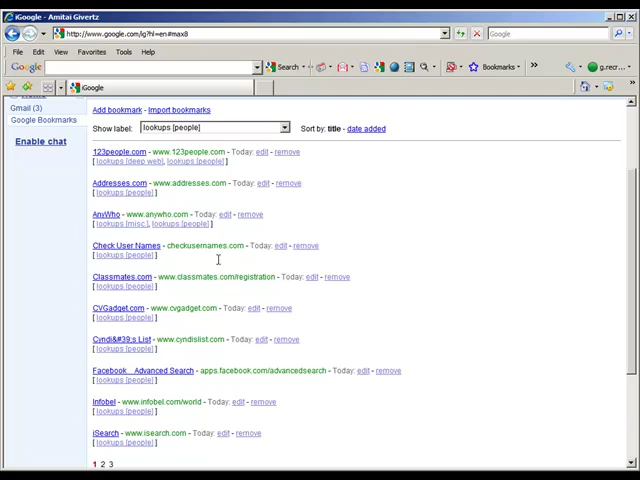 iGoogle - Amitai Givertz
http://www.google.com/ig?hl=en#max8
Google
File Edit View Favorites Tools Help
Google Search Bookmarks g.recr
iGoogle
Home
Gmail (3)
Google Bookmarks
Enable chat
Add bookmark - Import bookmarks
Show label: lookups [people] Sort by: title - date added
123people.com - www.123people.com - Today: edit - remove
[ lookups [deep web], lookups [people] ]
Addresses.com - www.addresses.com - Today: edit - remove
[ lookups [people] ]
AnyWho - www.anywho.com - Today: edit - remove
[ lookups [misc.], lookups [people] ]
Check User Names - checkusernames.com - Today: edit - remove
[ lookups [people] ]
Classmates.com - www.classmates.com/registration - Today: edit - remove
[ lookups [people] ]
CVGadget.com - www.cvgadget.com - Today: edit - remove
[ lookups [people] ]
Cyndi&#39;s List - www.cyndislist.com - Today: edit - remove
[ lookups [people] ]
Facebook Advanced Search - apps.facebook.com/advancedsearch - Today: edit - remove
[ lookups [people] ]
Infobel - www.infobel.com/world - Today: edit - remove
[ lookups [people] ]
iSearch - www.isearch.com - Today: edit - remove
[ lookups [people] ]
1 2 3